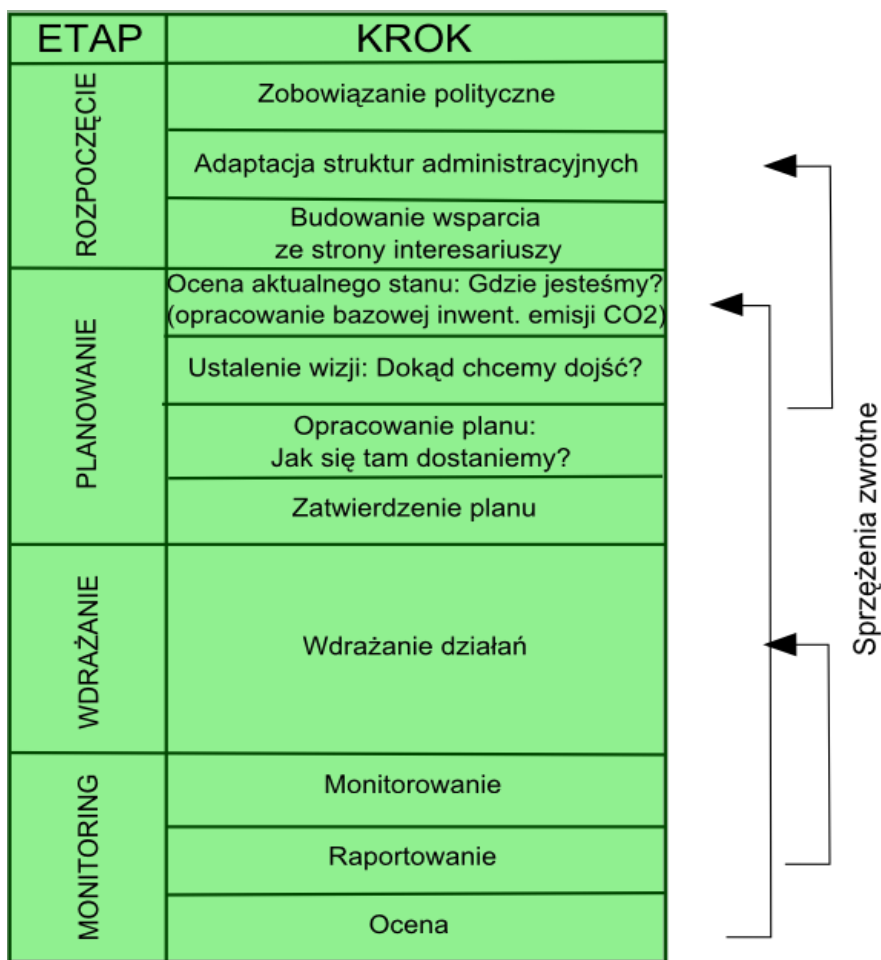 ETAP
KROK
ROZPOCZĘCIE
Zobowiązanie polityczne
Adaptacja struktur administracyjnych
Budowanie wsparcia
ze strony interesariuszy
PLANOWANIE
Ocena aktualnego stanu: Gdzie jesteśmy?
(opracowanie bazowej inwent. emisji CO2)
Ustalenie wizji: Dokąd chcemy dojść?
Opracowanie planu:
Jak się tam dostaniemy?
Zatwierdzenie planu
WDRAŻANIE
Wdrażanie działań
MONITORING
Monitorowanie
Raportowanie
Ocena
Sprzężenia zwrotne